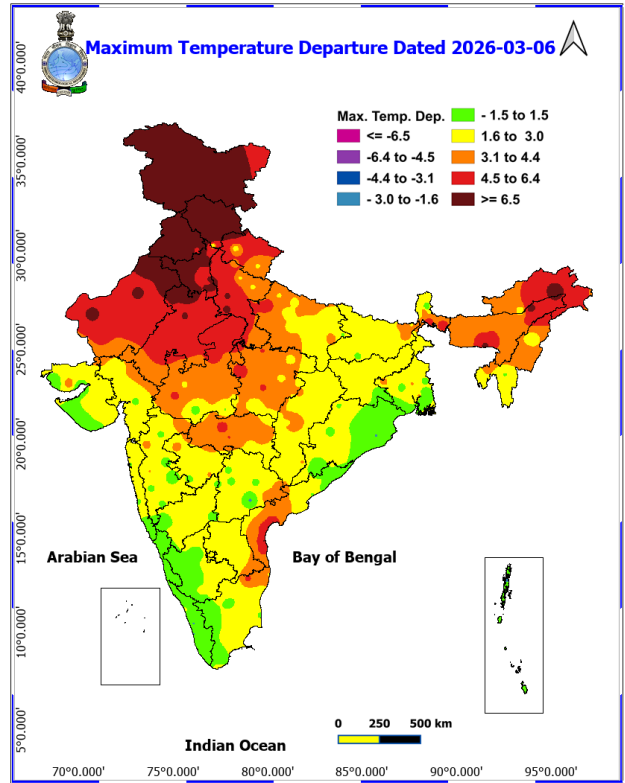 Maximum Temperature Departure Dated 2026-03-06
Max. Temp. Dep.
<= -6.5
-6.4 to -4.5
-4.4 to -3.1
- 3.0 to -1.6
- 1.5 to 1.5
1.6 to 3.0
3.1 to 4.4
4.5 to 6.4
>= 6.5
40°0.000'
35°0.000'
30°0.000'
25°0.000'
20°0.000'
15°0.000'
10°0.000'
5°0.000'
Arabian Sea
Bay of Bengal
Indian Ocean
0 250 500 km
70°0.000' 75°0.000' 80°0.000' 85°0.000' 90°0.000' 95°0.000'